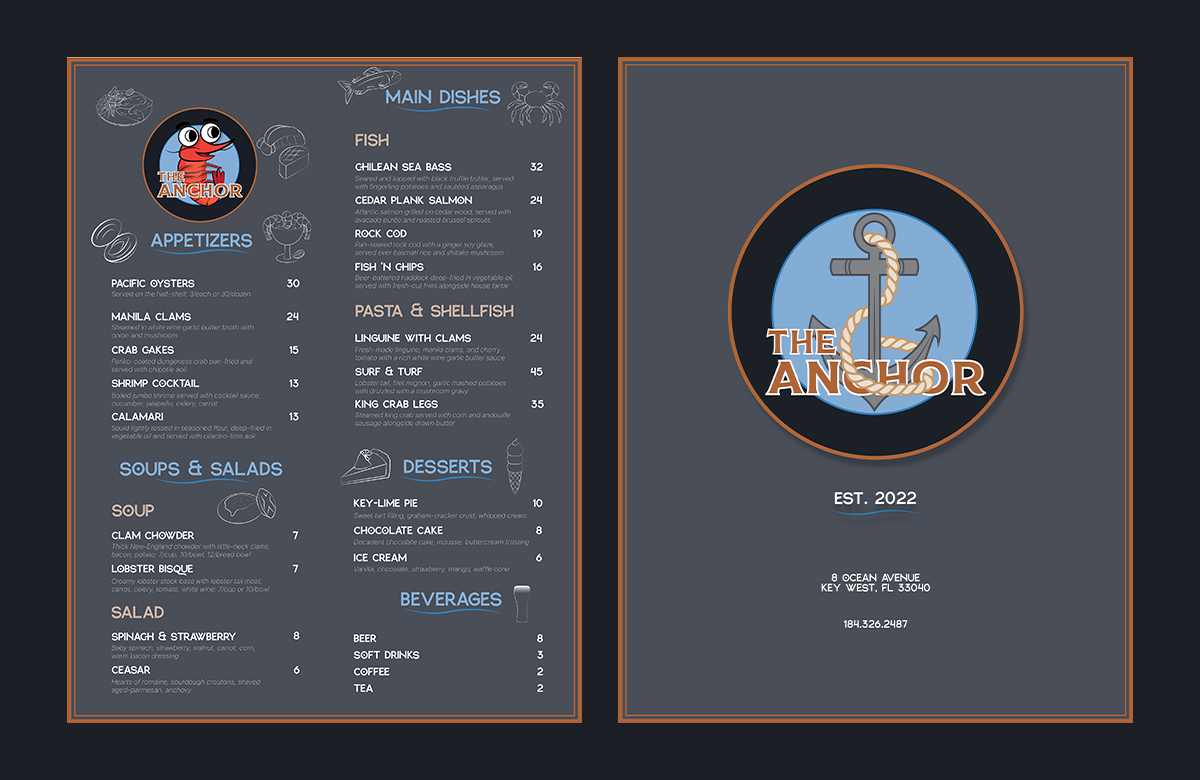 THE
ANCHOR
APPETIZERS
PACIFIC OYSTERS 30
Served on the half-shell; 3/each or 30/dozen
MANILA CLAMS 24
Steamed in white wine garlic butter broth with
onion and mushroom
CRAB CAKES 15
Panko-coated dungeness crab pan-fried and
served with chipotle aoli
SHRIMP COCKTAIL 13
Boiled jumbo shrimp served with cocktail sauce,
cucumber, jalapeño, celery, carrot
CALAMARI 13
Squid lightly tossed in seasoned flour, deep-fried in
vegetable oil and served with cilantro-lime aoli
SOUPS & SALADS
SOUP
CLAM CHOWDER 7
Thick New-England chowder with little-neck clams,
bacon, potato; 7/cup, 10/bowl, 12/bread bowl
LOBSTER BISQUE 7
Creamy lobster stock base with lobster tail meat,
carrot, celery, tomato, white wine; 7/cup or 10/bowl
SALAD
SPINACH & STRAWBERRY 8
Baby spinach, strawberry, walnut, carrot, corn,
warm bacon dressing
CEASAR 6
Hearts of romaine, sourdough croutons, shaved
aged-parmesan, anchovy
MAIN DISHES
FISH
CHILEAN SEA BASS 32
Seared and topped with black truffle butter, served
with fingerling potatoes and sautéed asparagus
CEDAR PLANK SALMON 24
Atlantic salmon grilled on cedar wood, served with
avocado purée and roasted brussel sprouts
ROCK COD 19
Pan-seared rock cod with a ginger soy glaze,
served over basmati rice and shitake mushroom
FISH 'N CHIPS 16
Beer-battered haddock deep-fried in vegetable oil,
served with fresh-cut fries alongside house tartar
PASTA & SHELLFISH
LINGUINE WITH CLAMS 24
Fresh-made linguine, manila clams, and cherry
tomato with a rich white wine garlic butter sauce
SURF & TURF 45
Lobster tail, filet mignon, garlic mashed potatoes
with drizzled with a mushroom gravy
KING CRAB LEGS 35
Steamed king crab served with corn and andouille
sausage alongside drawn butter
DESSERTS
KEY-LIME PIE 10
Sweet tart filling, graham-cracker crust, whipped cream
CHOCOLATE CAKE 8
Decadent chocolate cake, mousse, buttercream frosting
ICE CREAM 6
Vanilla, chocolate, strawberry, mango, waffle cone
BEVERAGES
BEER 8
SOFT DRINKS 3
COFFEE 2
TEA 2
THE
ANCHOR
EST. 2022
8 OCEAN AVENUE
KEY WEST, FL 33040
184.326.2487